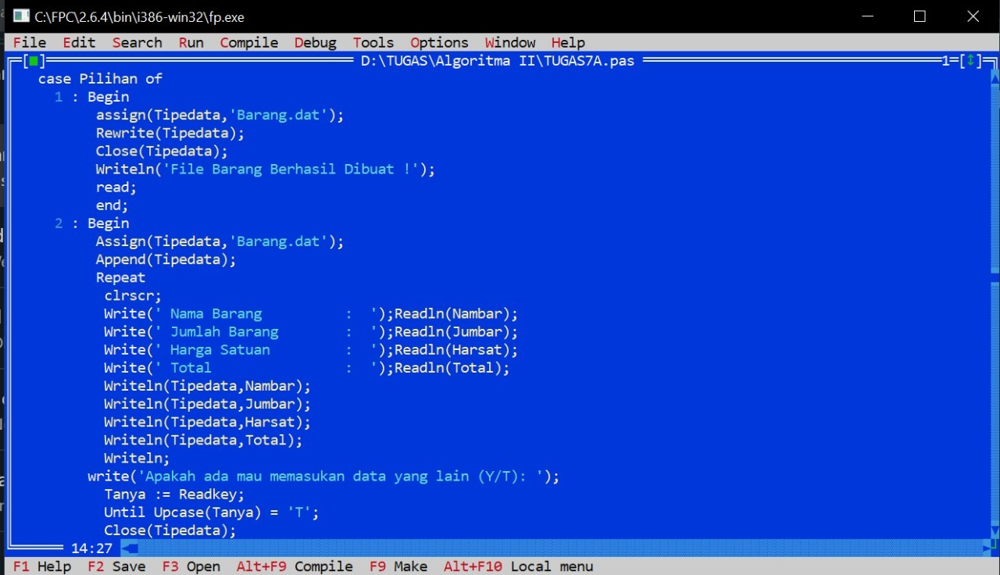 C:\FPC\2.6.4\bin\i386-win32\fp.exe
File Edit Search Run Compile Debug Tools Options Window Help
D:\TUGAS\Algoritma II\TUGAS7A.pas 1
case Pilihan of
1 : Begin
assign(Tipedata,'Barang.dat');
Rewrite(Tipedata);
Close(Tipedata);
Writeln('File Barang Berhasil Dibuat !');
read;
end;
2 : Begin
Assign(Tipedata,'Barang.dat');
Append(Tipedata);
Repeat
clrscr;
Write(' Nama Barang          :  ');Readln(Nambar);
Write(' Jumlah Barang        :  ');Readln(Jumbar);
Write(' Harga Satuan         :  ');Readln(Harsat);
Write(' Total                :  ');Readln(Total);
Writeln(Tipedata,Nambar);
Writeln(Tipedata,Jumbar);
Writeln(Tipedata,Harsat);
Writeln(Tipedata,Total);
Writeln;
write('Apakah ada mau memasukan data yang lain (Y/T): ');
Tanya := Readkey;
Until Upcase(Tanya) = 'T';
Close(Tipedata);
14:27
F1 Help F2 Save F3 Open Alt+F9 Compile F9 Make Alt+F10 Local menu